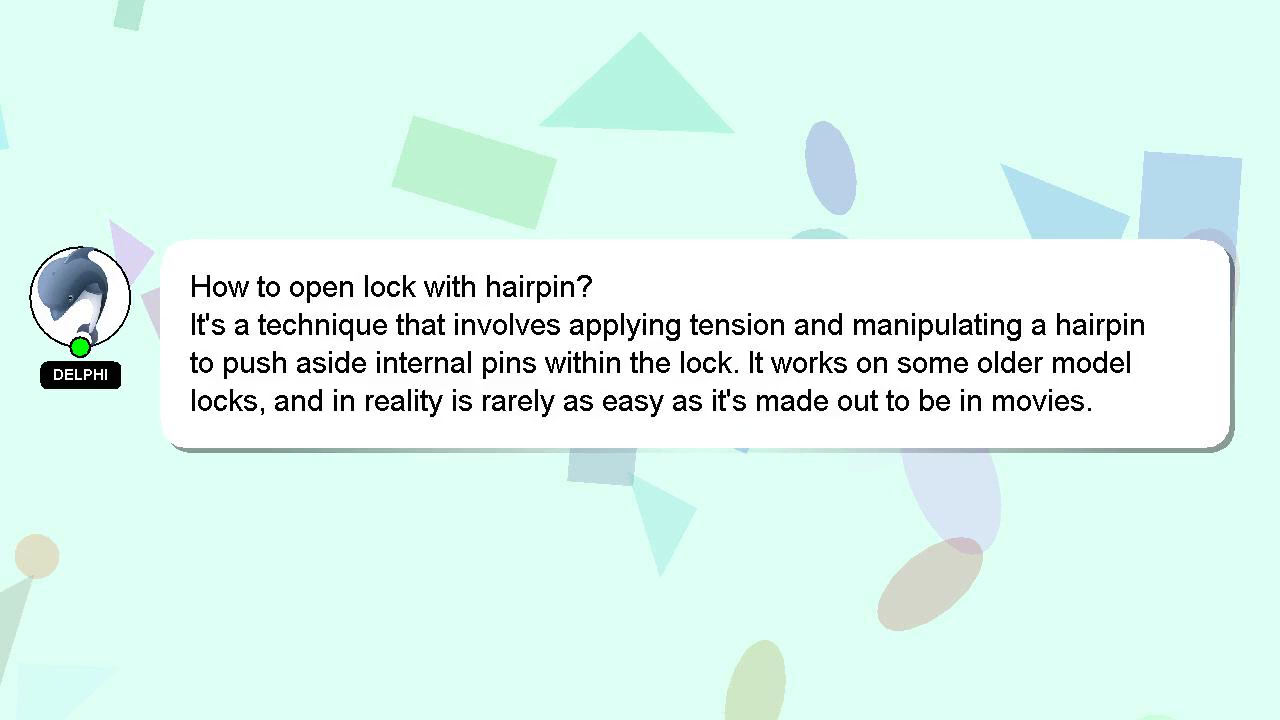 How to open lock with hairpin?
It's a technique that involves applying tension and manipulating a hairpin
to push aside internal pins within the lock. It works on some older model
locks, and in reality is rarely as easy as it's made out to be in movies.
DELPHI